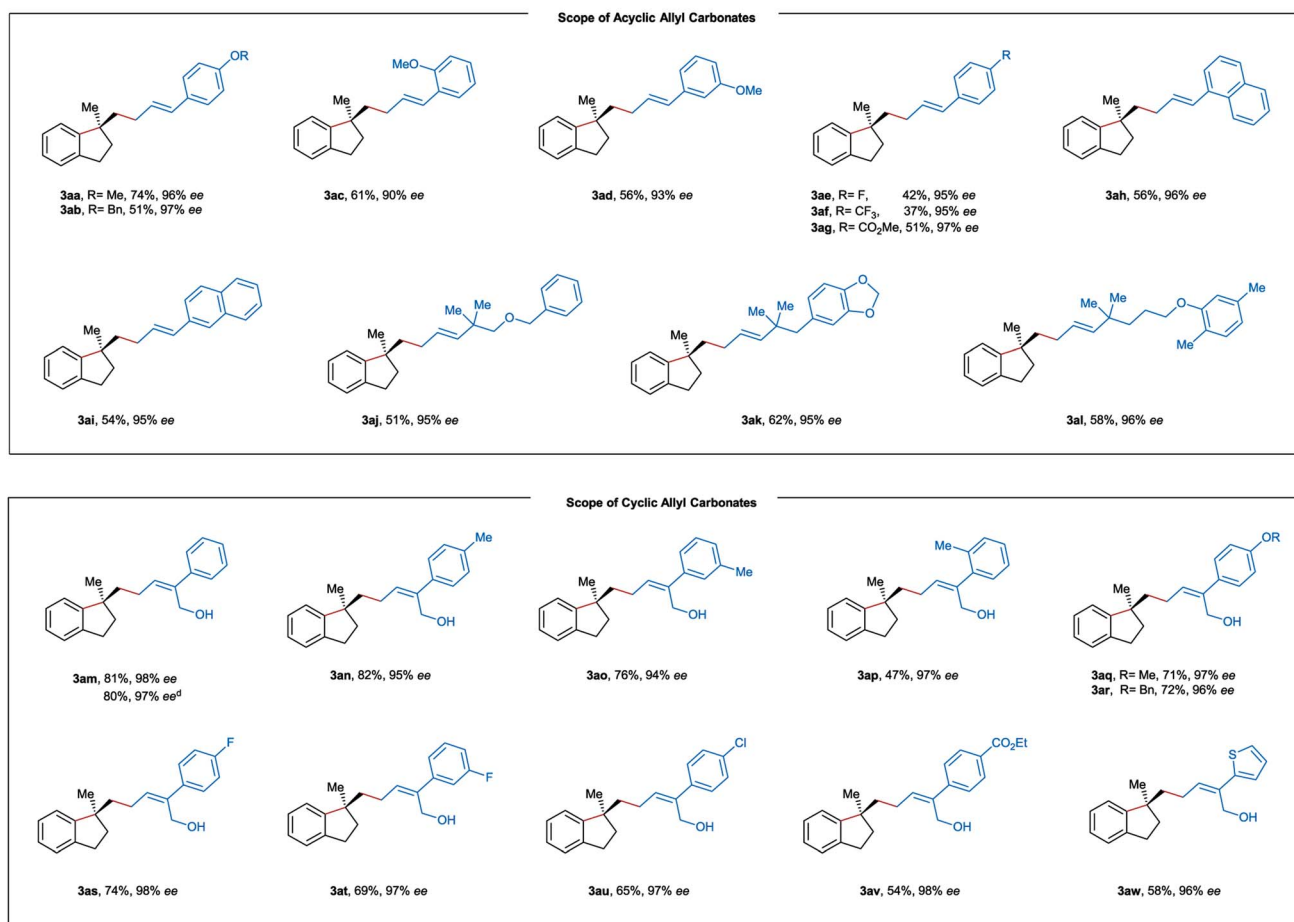 Scope of Acyclic Allyl Carbonates
OR
Me
3aa, R= Me, 74%, 96% ee
3ab, R= Bn, 51%, 97% ee
MeO
Me
3ac, 61%, 90% ee
Me
OMe
3ad, 56%, 93% ee
R
Me
3ae, R= F, 42%, 95% ee
3af, R= CF3, 37%, 95% ee
3ag, R= CO2Me, 51%, 97% ee
Me
3ah, 56%, 96% ee
Me
3ai, 54%, 95% ee
Me
Me
O
Me
3aj, 51%, 95% ee
O
O
Me
Me
Me
3ak, 62%, 95% ee
Me
Me
O
Me
Me
Me
3al, 58%, 96% ee
Scope of Cyclic Allyl Carbonates
Me
OH
3am, 81%, 98% ee
80%, 97% eed
Me
Me
OH
3an, 82%, 95% ee
Me
Me
OH
3ao, 76%, 94% ee
Me
Me
OH
3ap, 47%, 97% ee
OR
Me
OH
3aq, R= Me, 71%, 97% ee
3ar, R= Bn, 72%, 96% ee
F
Me
OH
3as, 74%, 98% ee
Me
F
OH
3at, 69%, 97% ee
Cl
Me
OH
3au, 65%, 97% ee
CO2Et
Me
OH
3av, 54%, 98% ee
S
Me
OH
3aw, 58%, 96% ee